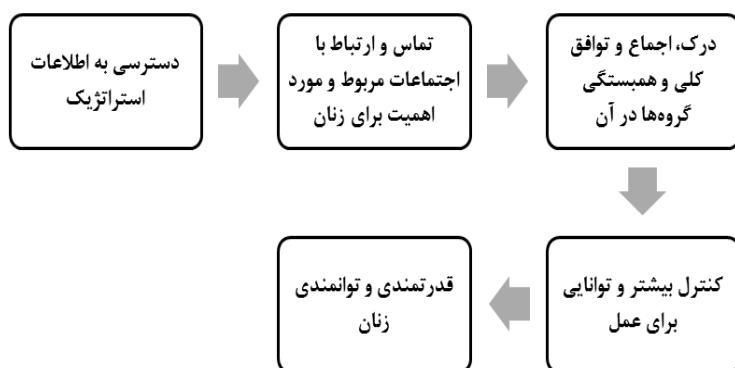 دسترسی به اطلاعات
استراتژیک
تماس و ارتباط با
اجتماعات مربوط و مورد
اهمیت برای زنان
درک، اجماع و توافق
کلی و همبستگی
گروه‌ها در آن
کنترل بیشتر و توانایی
برای عمل
قدرتمندی و توانمندی
زنان